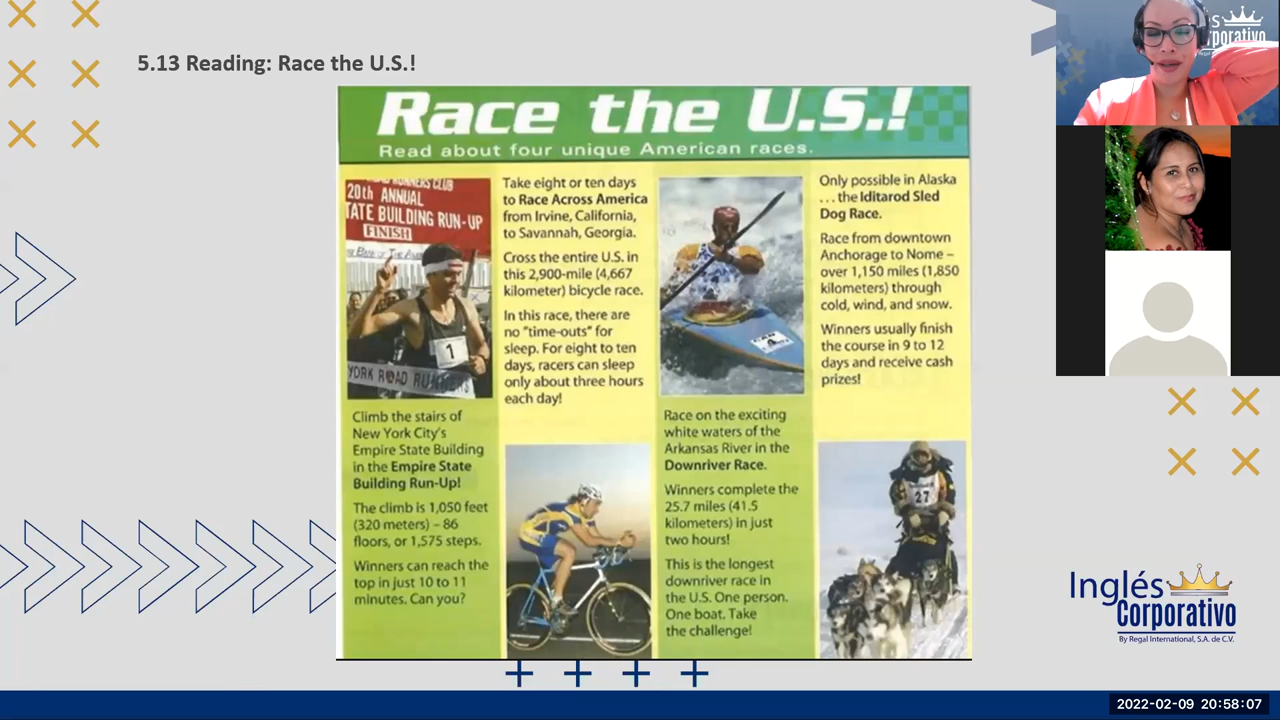 5.13 Reading: Race the U.S.!
Race the U.S.!
Read about four unique American races.
20th ANNUAL
TATE BUILDING RUN-UP
FINISH
1
YORK ROAD RUNNERS
Climb the stairs of
New York City's
Empire State Building
in the Empire State
Building Run-Up!
The climb is 1,050 feet
(320 meters) – 86
floors, or 1,575 steps.
Winners can reach the
top in just 10 to 11
minutes. Can you?
Take eight or ten days
to Race Across America
from Irvine, California,
to Savannah, Georgia.
Cross the entire U.S. in
this 2,900-mile (4,667
kilometer) bicycle race.
In this race, there are
no "time-outs" for
sleep. For eight to ten
days, racers can sleep
only about three hours
each day!
Race on the exciting
white waters of the
Arkansas River in the
Downriver Race.
Winners complete the
25.7 miles (41.5
kilometers) in just
two hours!
This is the longest
downriver race in
the U.S. One person.
One boat. Take
the challenge!
Only possible in Alaska
. . . the Iditarod Sled
Dog Race.
Race from downtown
Anchorage to Nome –
over 1,150 miles (1,850
kilometers) through
cold, wind, and snow.
Winners usually finish
the course in 9 to 12
days and receive cash
prizes!
27
Inglés
Corporativo
By Regal International, S.A. de C.V.
2022-02-09 20:58:07